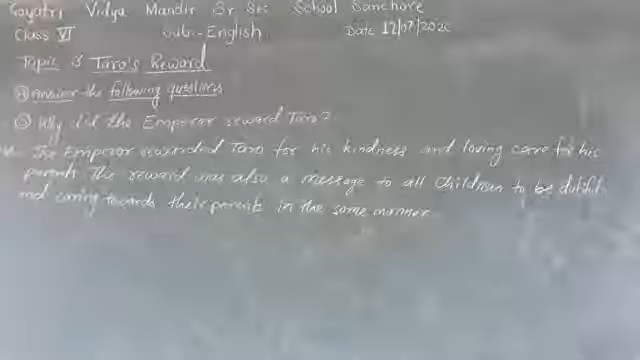 Gayatri Vidya Mandir Sr Sec School Sanchore
Class VI Sub:- English Date 12/07/2020
Topic 3 Taro's Reward
Answer the following questions
Why did the Emperor reward Taro?
The Emperor rewarded Taro for his kindness and loving care for his
parents The reward was also a message to all children to be dutiful
and caring towards their parents in the same manner